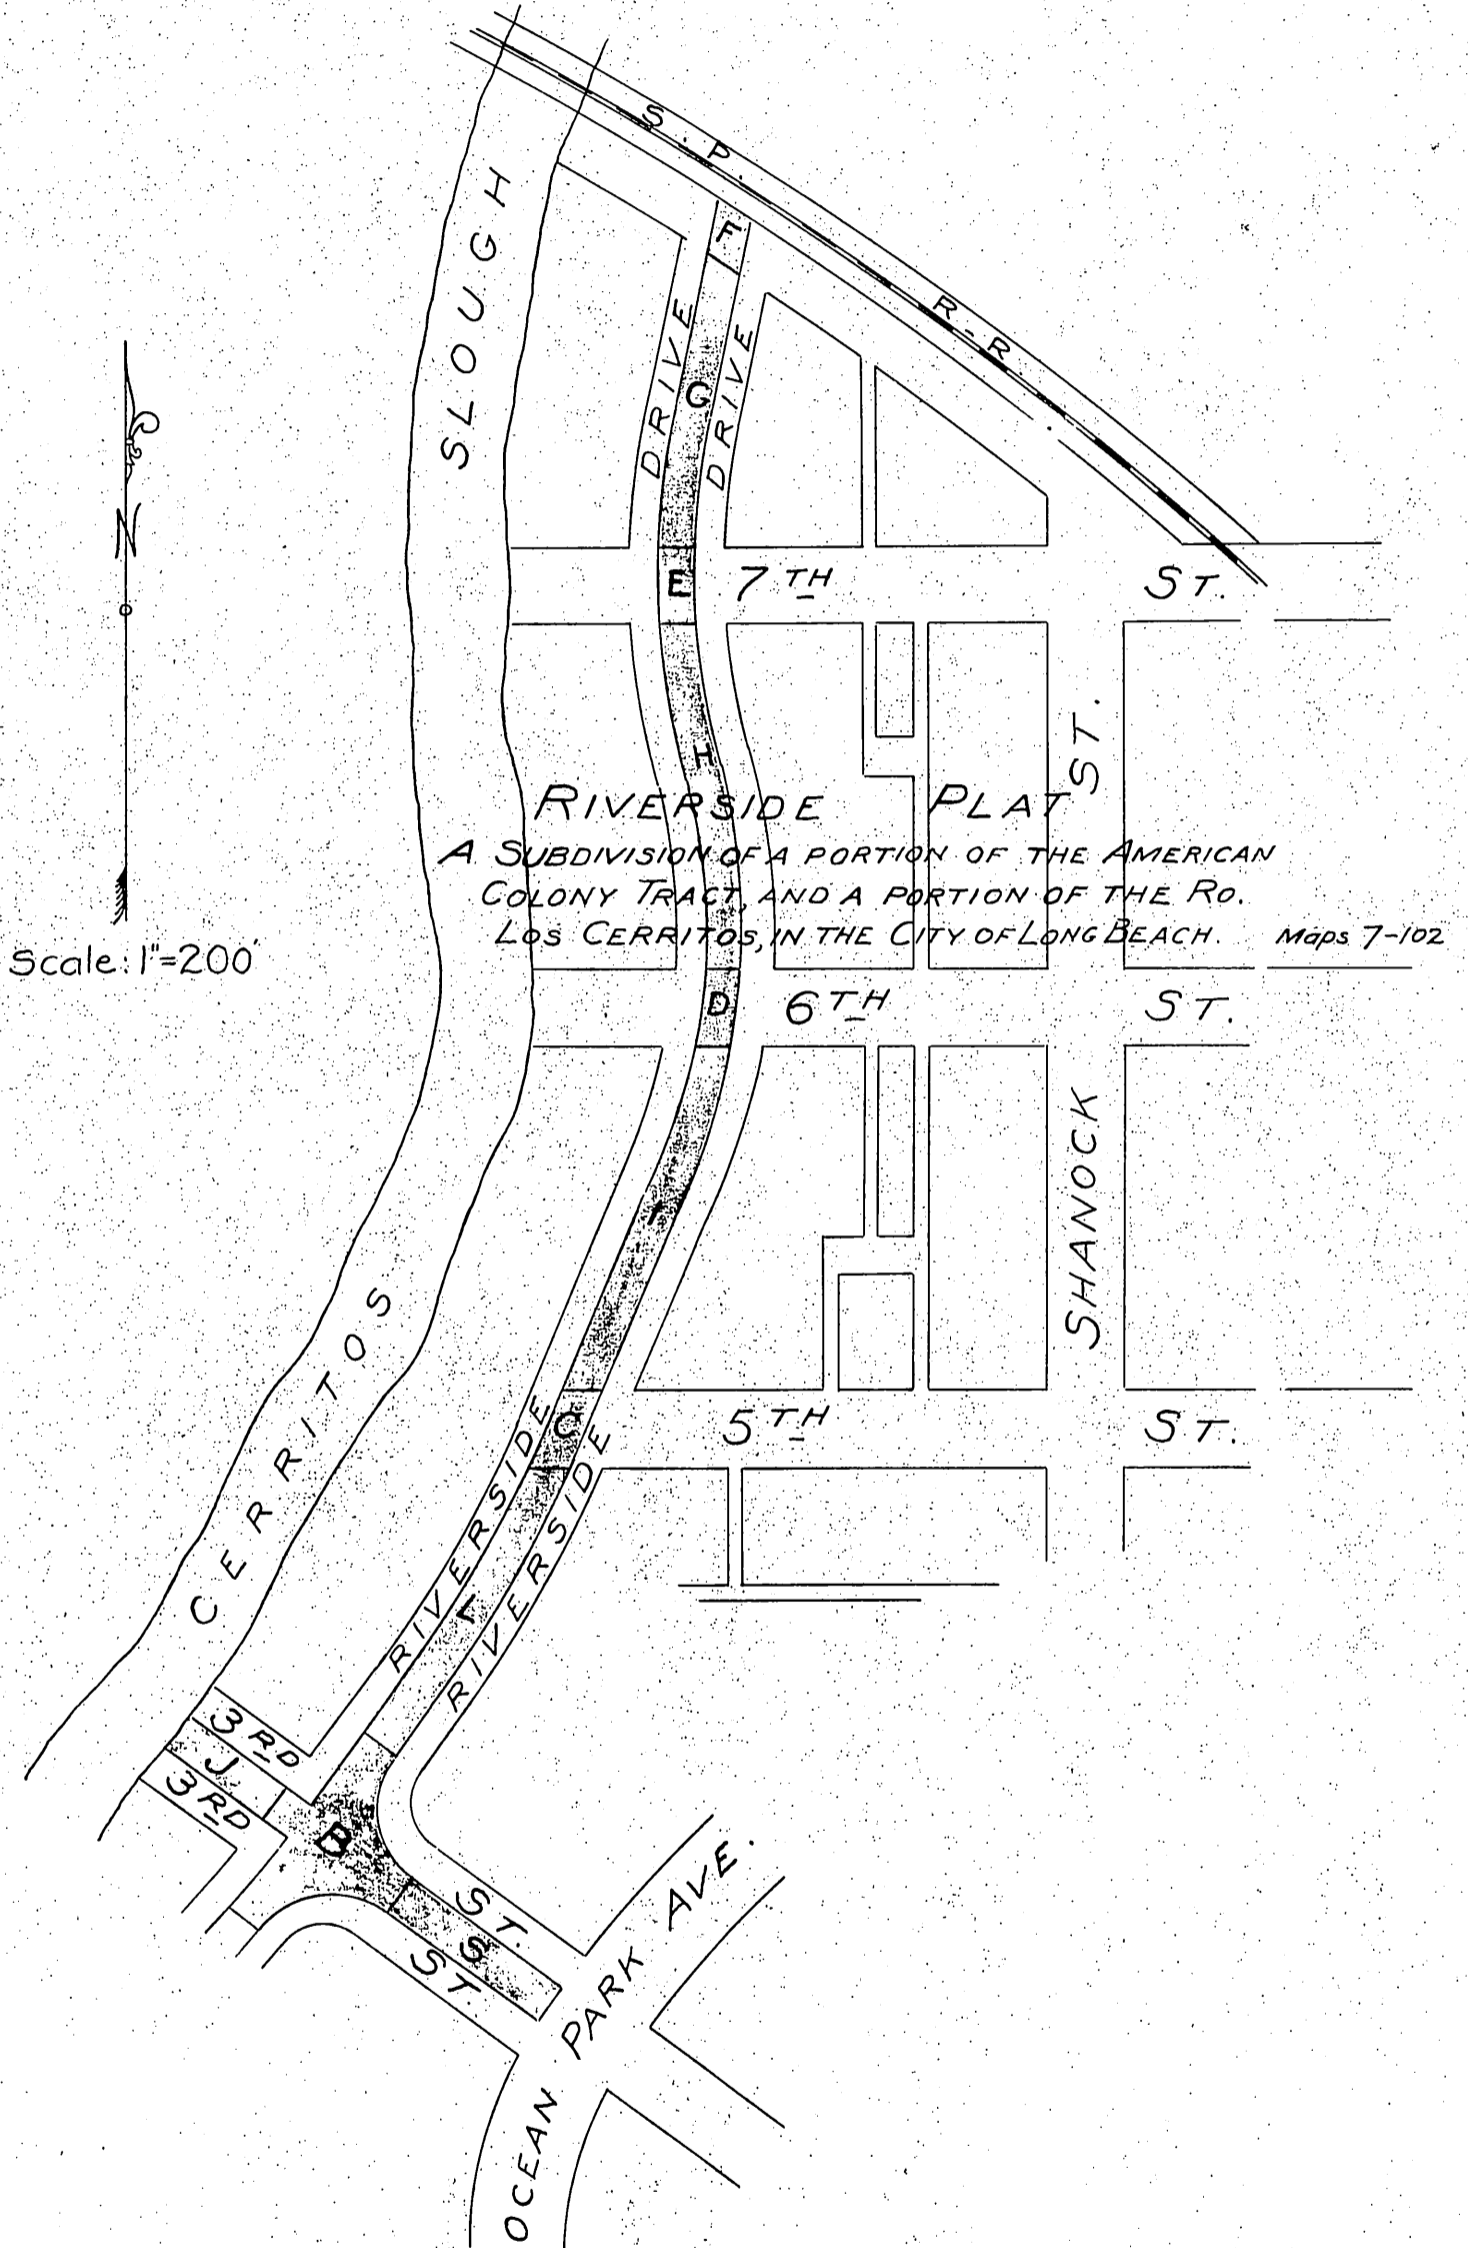 S. P. R-R.
SLOUGH
F
DRIVE
G
DRIVE
N
E
7TH ST.
H
ST.
RIVERSIDE PLAT
A SUBDIVISION OF A PORTION OF THE AMERICAN
COLONY TRACT, AND A PORTION OF THE RO.
LOS CERRITOS, IN THE CITY OF LONG BEACH. Maps 7-102
Scale: 1"=200'
D
6TH ST.
SHANOCK
I
CERRITOS
C
5TH ST.
RIVERSIDE
RIVERSIDE
3RD
J
3RD
B
ST.
ST.
PARK AVE.
OCEAN